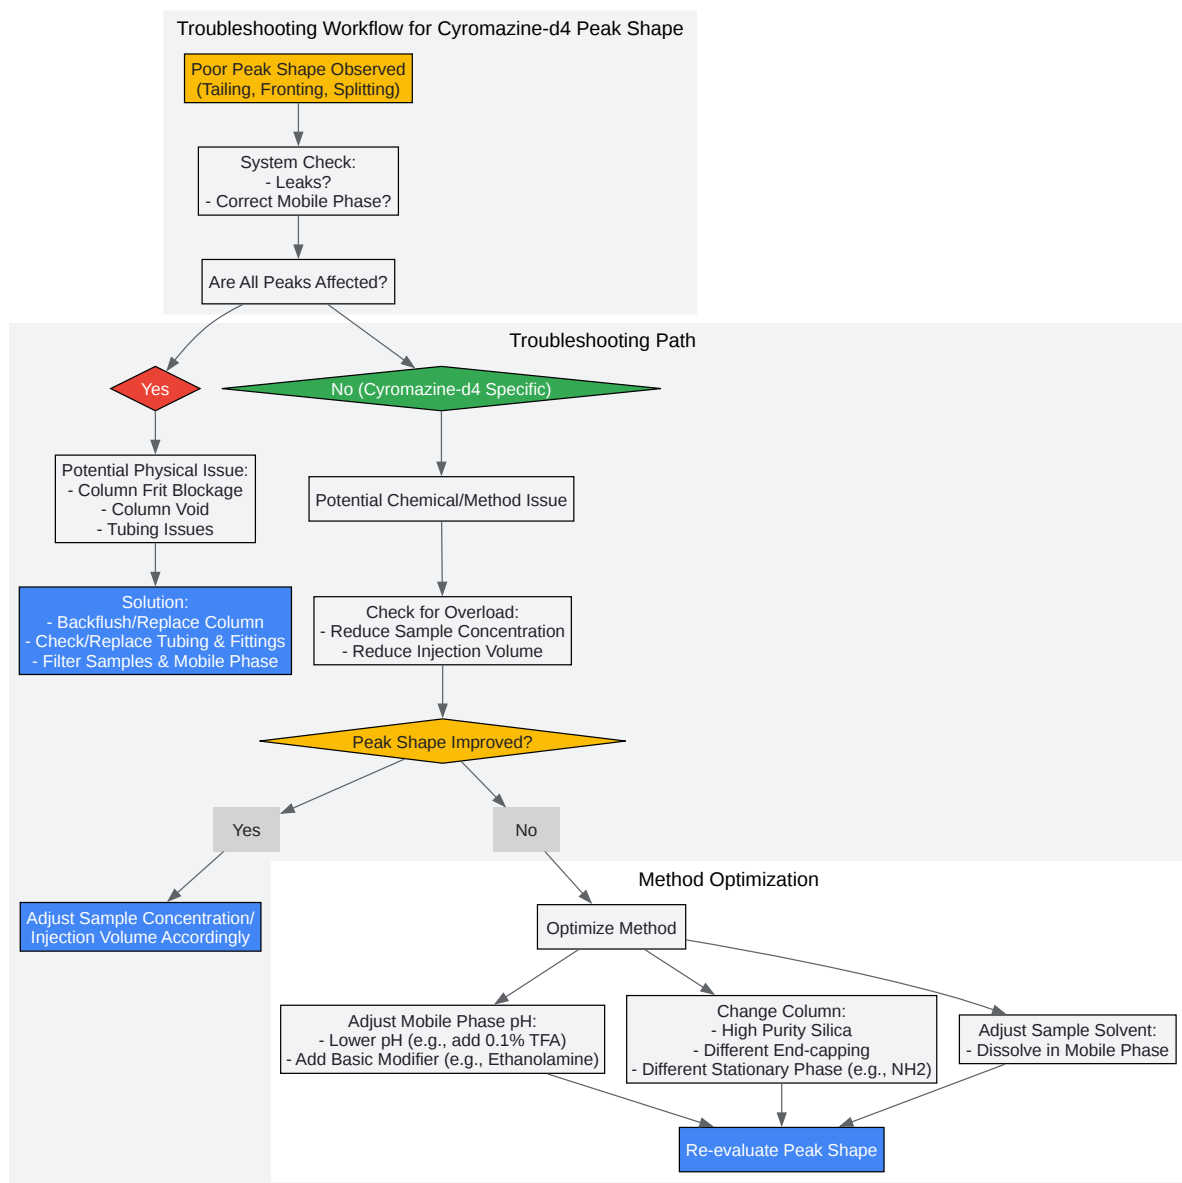 Troubleshooting Workflow for Cyromazine-d4 Peak Shape
Poor Peak Shape Observed
(Tailing, Fronting, Splitting)
System Check:
- Leaks?
- Correct Mobile Phase?
Are All Peaks Affected?
Troubleshooting Path
Yes
No (Cyromazine-d4 Specific)
Potential Physical Issue:
- Column Frit Blockage
- Column Void
- Tubing Issues
Potential Chemical/Method Issue
Solution:
- Backflush/Replace Column
- Check/Replace Tubing & Fittings
- Filter Samples & Mobile Phase
Check for Overload:
- Reduce Sample Concentration
- Reduce Injection Volume
Peak Shape Improved?
Yes
No
Adjust Sample Concentration/
Injection Volume Accordingly
Method Optimization
Optimize Method
Adjust Mobile Phase pH:
- Lower pH (e.g., add 0.1% TFA)
- Add Basic Modifier (e.g., Ethanolamine)
Change Column:
- High Purity Silica
- Different End-capping
- Different Stationary Phase (e.g., NH2)
Adjust Sample Solvent:
- Dissolve in Mobile Phase
Re-evaluate Peak Shape